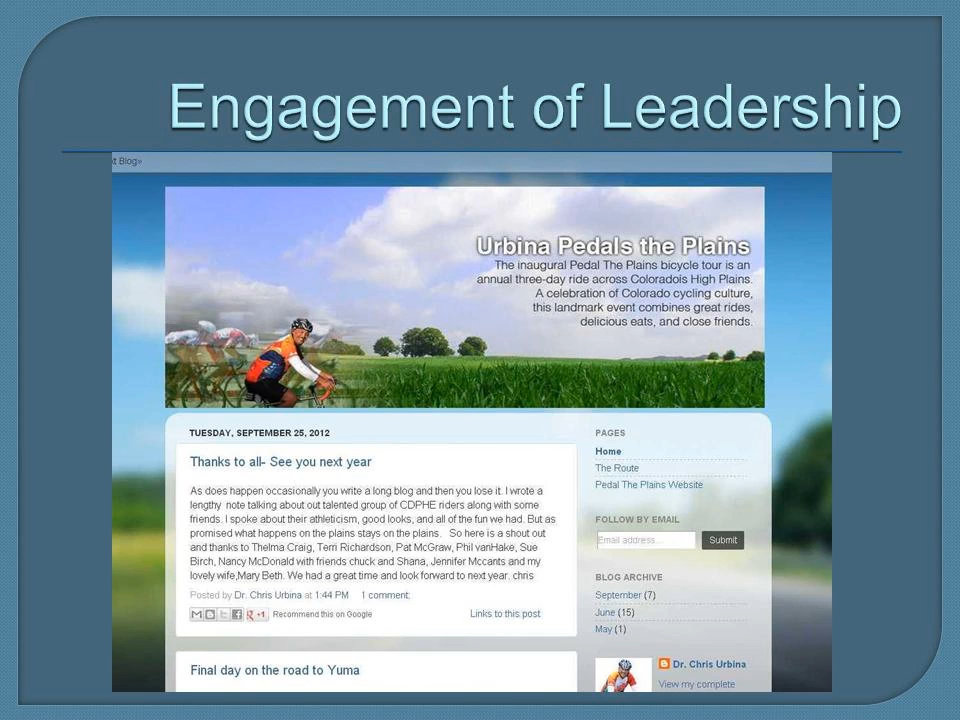 Engagement of Leadership
t Blog»
Urbina Pedals the Plains
The inaugural Pedal The Plains bicycle tour is an
annual three-day ride across Coloradoís High Plains.
A celebration of Colorado cycling culture,
this landmark event combines great rides,
delicious eats, and close friends.
TUESDAY, SEPTEMBER 25, 2012
Thanks to all- See you next year
As does happen occasionally you write a long blog and then you lose it. I wrote a
lengthy note talking about out talented group of CDPHE riders along with some
friends. I spoke about their athleticism, good looks, and all of the fun we had. But as
promised what happens on the plains stays on the plains. So here is a shout out
and thanks to Thelma Craig, Terri Richardson, Pat McGraw, Phil vanHake, Sue
Birch, Nancy McDonald with friends chuck and Shana, Jennifer Mccants and my
lovely wife,Mary Beth. We had a great time and look forward to next year. chris
Posted by Dr. Chris Urbina at 1:44 PM 1 comment:
+1 Recommend this on Google
Links to this post
Final day on the road to Yuma
PAGES
Home
The Route
Pedal The Plains Website
FOLLOW BY EMAIL
Email address... Submit
BLOG ARCHIVE
September (7)
June (15)
May (1)
Dr. Chris Urbina
View my complete